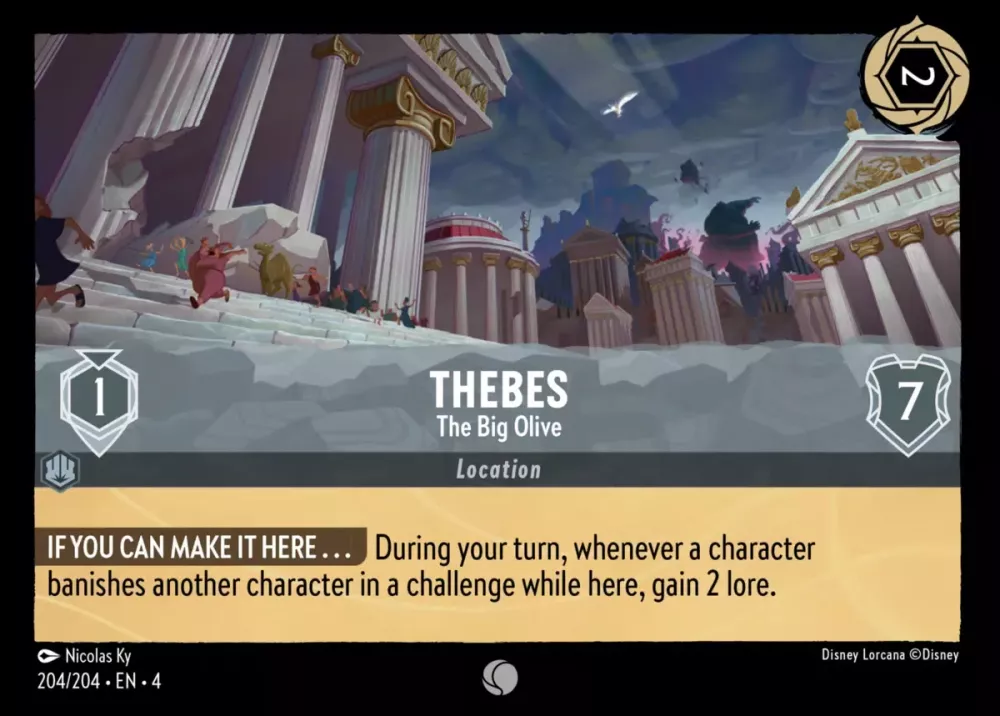 2
THEBES
The Big Olive
1
7
Location
IF YOU CAN MAKE IT HERE . . . During your turn, whenever a character
banishes another character in a challenge while here, gain 2 lore.
Nicolas Ky
Disney Lorcana ©Disney
204/204 • EN • 4